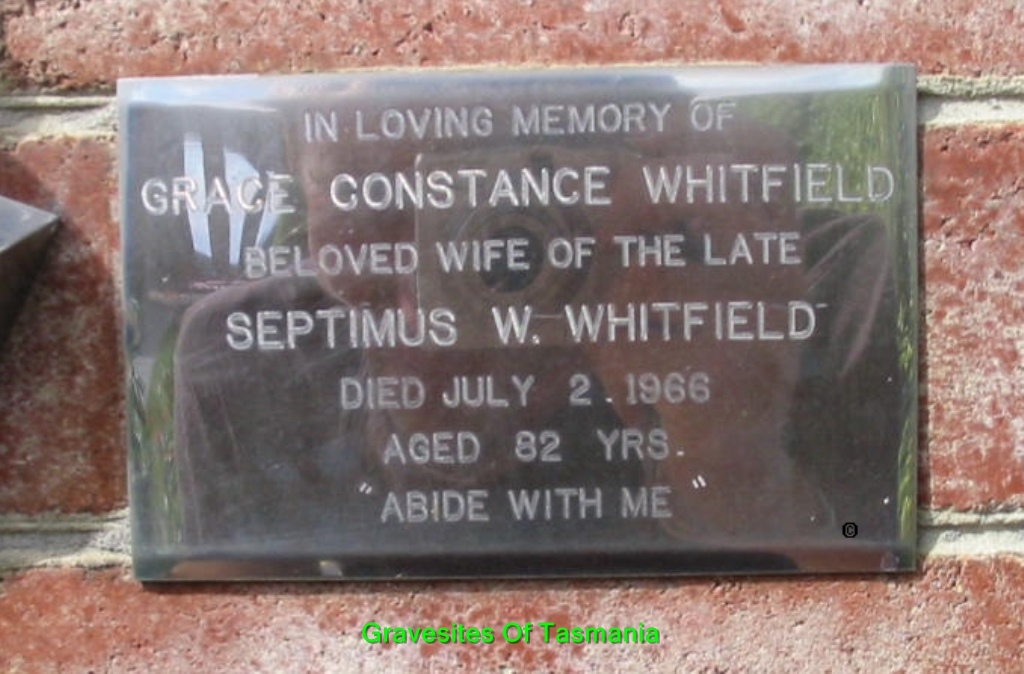 IN LOVING MEMORY OF
GRACE CONSTANCE WHITFIELD
BELOVED WIFE OF THE LATE
SEPTIMUS W. WHITFIELD
DIED JULY 2. 1966
AGED 82 YRS.
"ABIDE WITH ME"
©
Gravesites Of Tasmania